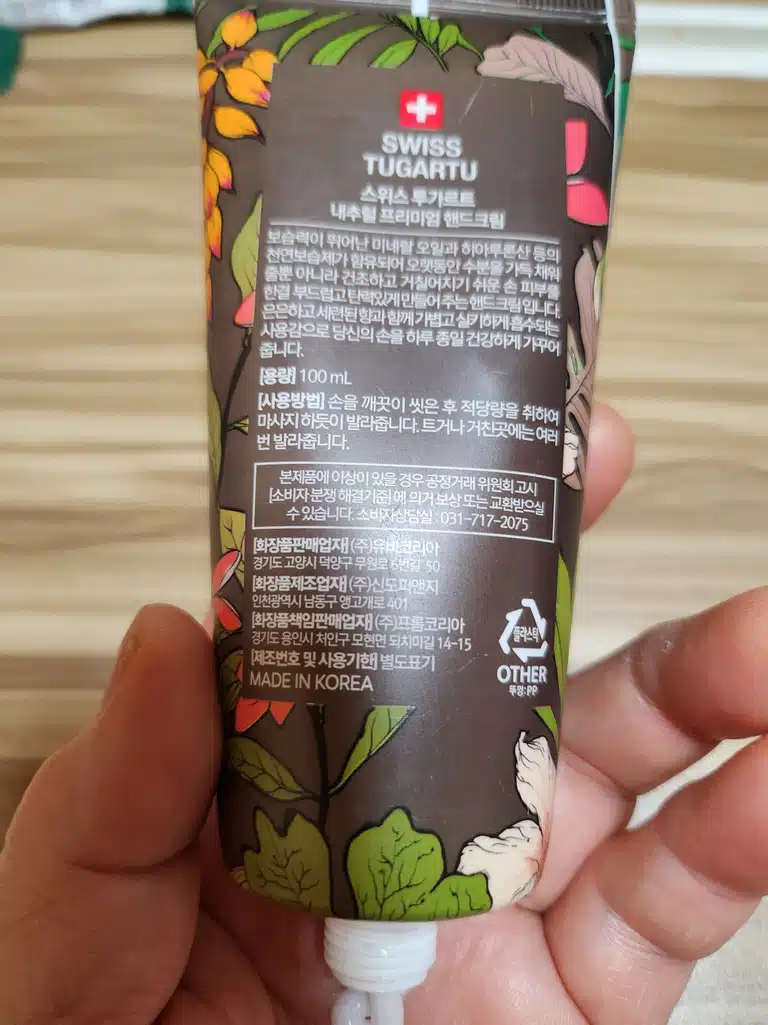 SWISS
TUGARTU
스위스 투가르트
내추럴 프리미엄 핸드크림
보습력이 뛰어난 미네랄 오일과 히아루론산 등의
천연보습제가 함유되어 오랫동안 수분을 가득 채워
줄뿐 아니라 건조하고 거칠어지기 쉬운 손 피부를
한결 부드럽고 탄력있게 만들어 주는 핸드크림 입니다.
은은하고 세련된 향과 함께 가볍고 실키하게 흡수되는
사용감으로 당신의 손을 하루 종일 건강하게 가꾸어
줍니다.
[용량] 100 mL
[사용방법] 손을 깨끗이 씻은 후 적당량을 취하여
마사지 하듯이 발라줍니다. 트거나 거친곳에는 여러
번 발라줍니다.
본제품에 이상이 있을 경우 공정거래 위원회 고시
[소비자 분쟁 해결기준] 에 의거 보상 또는 교환받으실
수 있습니다. 소비자상담실 : 031-717-2075
[화장품판매업자] (주)유바코리아
경기도 고양시 덕양구 무원로 6번길 50
[화장품제조업자] (주)신도피앤지
인천광역시 남동구 앵고개로 401
[화장품책임판매업자] (주)프롬코리아
경기도 용인시 처인구 모현면 되치미길 14-15
[제조번호 및 사용기한] 별도표기
MADE IN KOREA
플라스틱
OTHER
뚜껑:PP